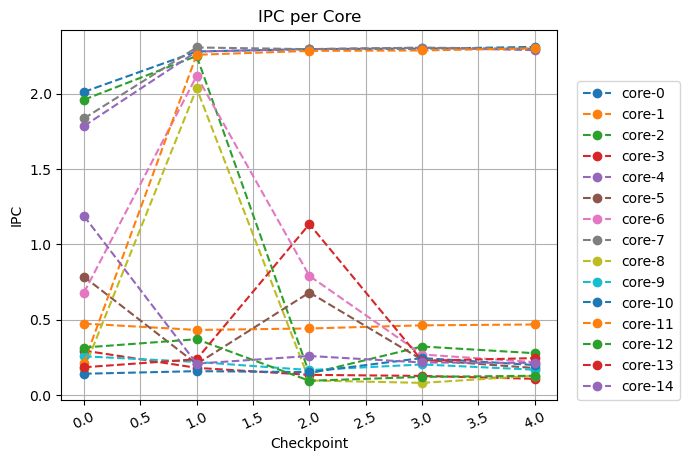 IPC per Core
IPC
2.0
1.5
1.0
0.5
0.0
0.0
0.5
1.0
1.5
2.0
2.5
3.0
3.5
4.0
Checkpoint
core-0
core-1
core-2
core-3
core-4
core-5
core-6
core-7
core-8
core-9
core-10
core-11
core-12
core-13
core-14